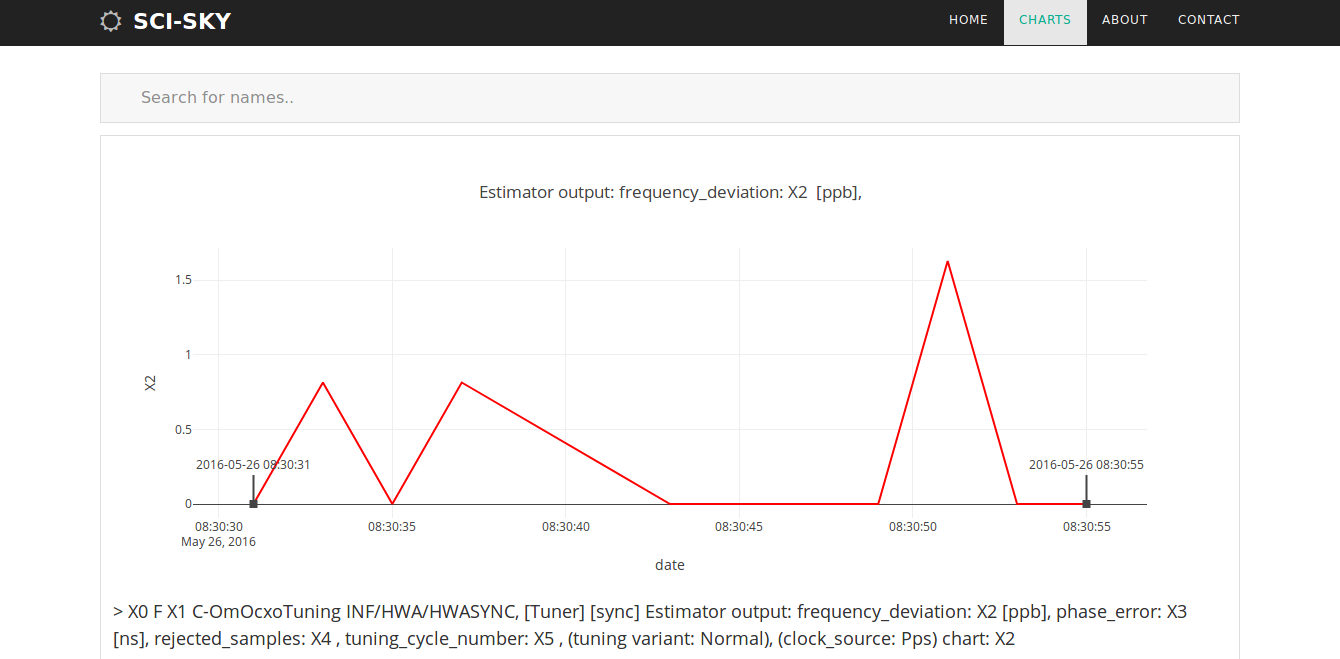 SCI-SKY
HOME CHARTS ABOUT CONTACT
Search for names..
Estimator output: frequency_deviation: X2  [ppb],
1.5
1
X2
0.5
2016-05-26 08:30:31
2016-05-26 08:30:55
0
08:30:30 08:30:35 08:30:40 08:30:45 08:30:50 08:30:55
May 26, 2016
date
> X0 F X1 C-OmOcxoTuning INF/HWA/HWASYNC, [Tuner] [sync] Estimator output: frequency_deviation: X2 [ppb], phase_error: X3
[ns], rejected_samples: X4 , tuning_cycle_number: X5 , (tuning variant: Normal), (clock_source: Pps) chart: X2